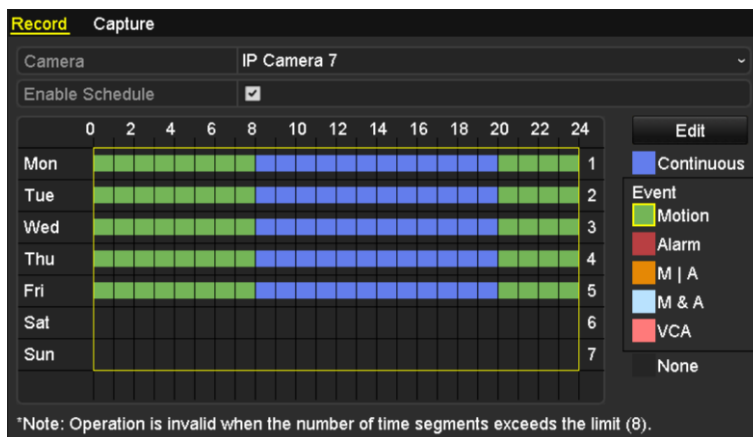 Record Capture
Camera IP Camera 7
Enable Schedule
0 2 4 6 8 10 12 14 16 18 20 22 24
Edit
Mon 1
Continuous
Tue 2
Event
Motion
Wed 3
Alarm
Thu 4
M | A
Fri 5
M & A
Sat 6
VCA
Sun 7
None
*Note: Operation is invalid when the number of time segments exceeds the limit (8).